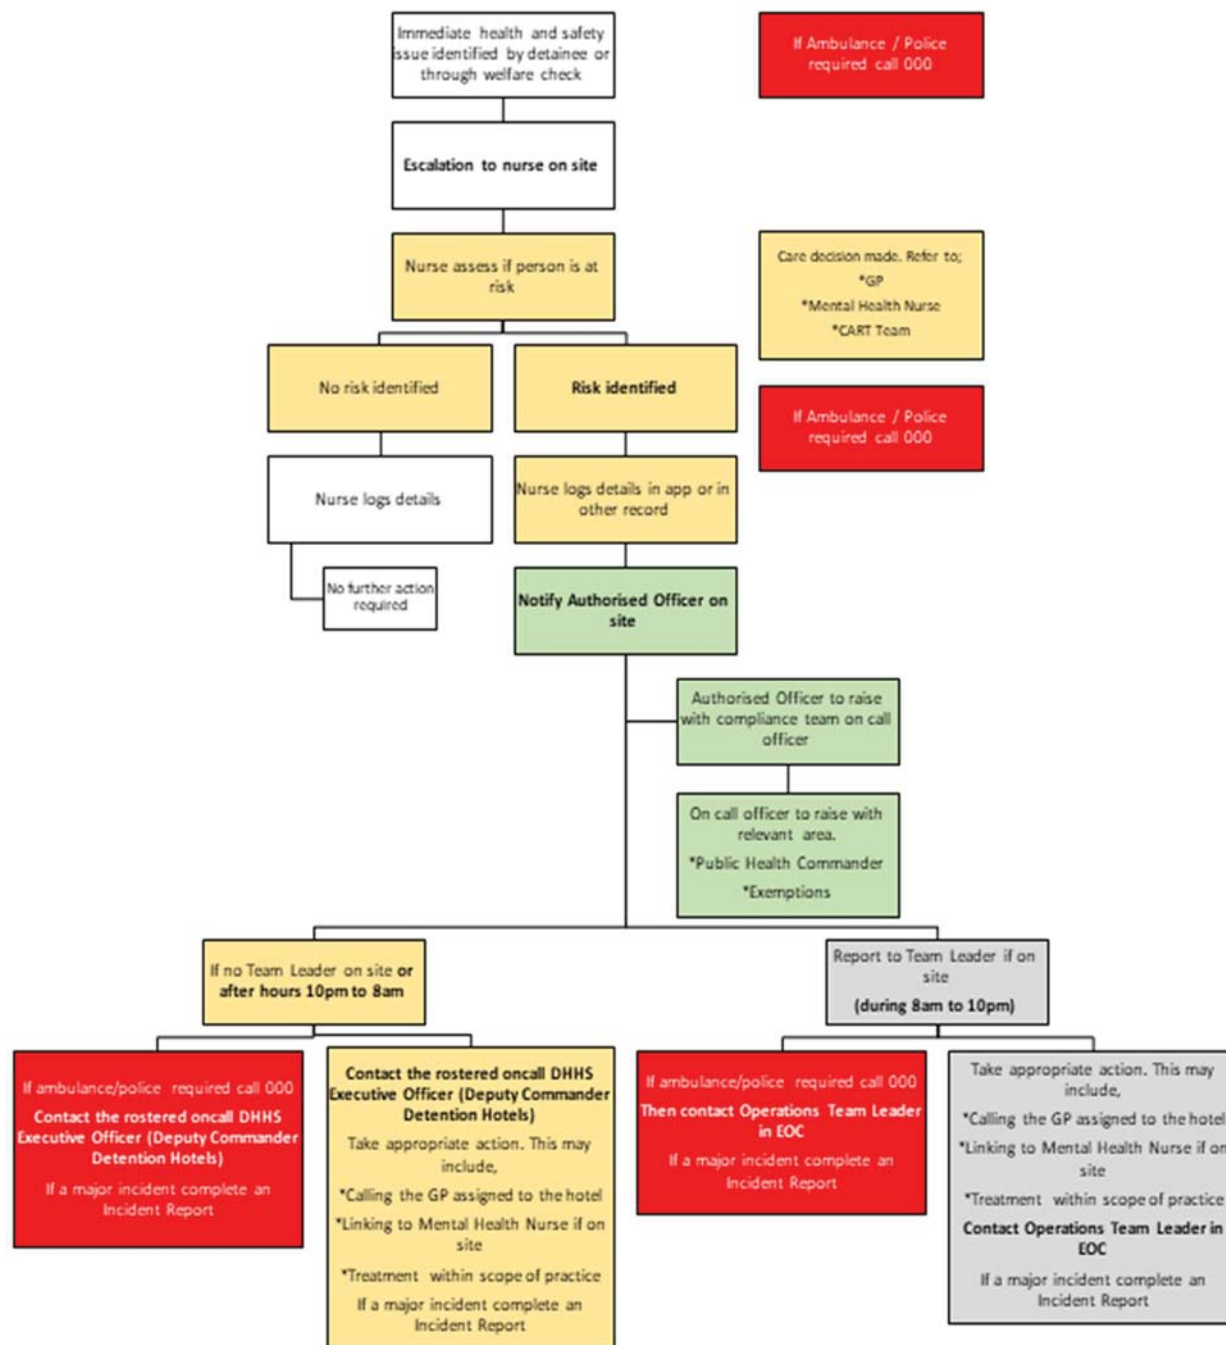 Immediate health and safety
issue identified by detainee or
through welfare check
If Ambulance / Police
required call 000
Escalation to nurse on site
Nurse assess if person is at
risk
Care decision made. Refer to;
*GP
*Mental Health Nurse
*CART Team
No risk identified
Risk identified
If Ambulance / Police
required call 000
Nurse logs details
Nurse logs details in app or in
other record
No further action
required
Notify Authorised Officer on
site
Authorised Officer to raise
with compliance team on call
officer
On call officer to raise with
relevant area.
*Public Health Commander
*Exemptions
If no Team Leader on site or
after hours 10pm to 8am
Report to Team Leader if on
site
(during 8am to 10pm)
If ambulance/police required call 000
Contact the rostered oncall DHHS
Executive Officer (Deputy Commander
Detention Hotels)
If a major incident complete an
Incident Report
Contact the rostered oncall DHHS
Executive Officer (Deputy Commander
Detention Hotels)
Take appropriate action. This may
include,
*Calling the GP assigned to the hotel
*Linking to Mental Health Nurse if on
site
*Treatment within scope of practice
If a major incident complete an
Incident Report
If ambulance/police required call 000
Then contact Operations Team Leader
in EOC
If a major incident complete an
Incident Report
Take appropriate action. This may
include,
*Calling the GP assigned to the hotel
*Linking to Mental Health Nurse if on
site
*Treatment within scope of practice
Contact Operations Team Leader in
EOC
If a major incident complete an
Incident Report